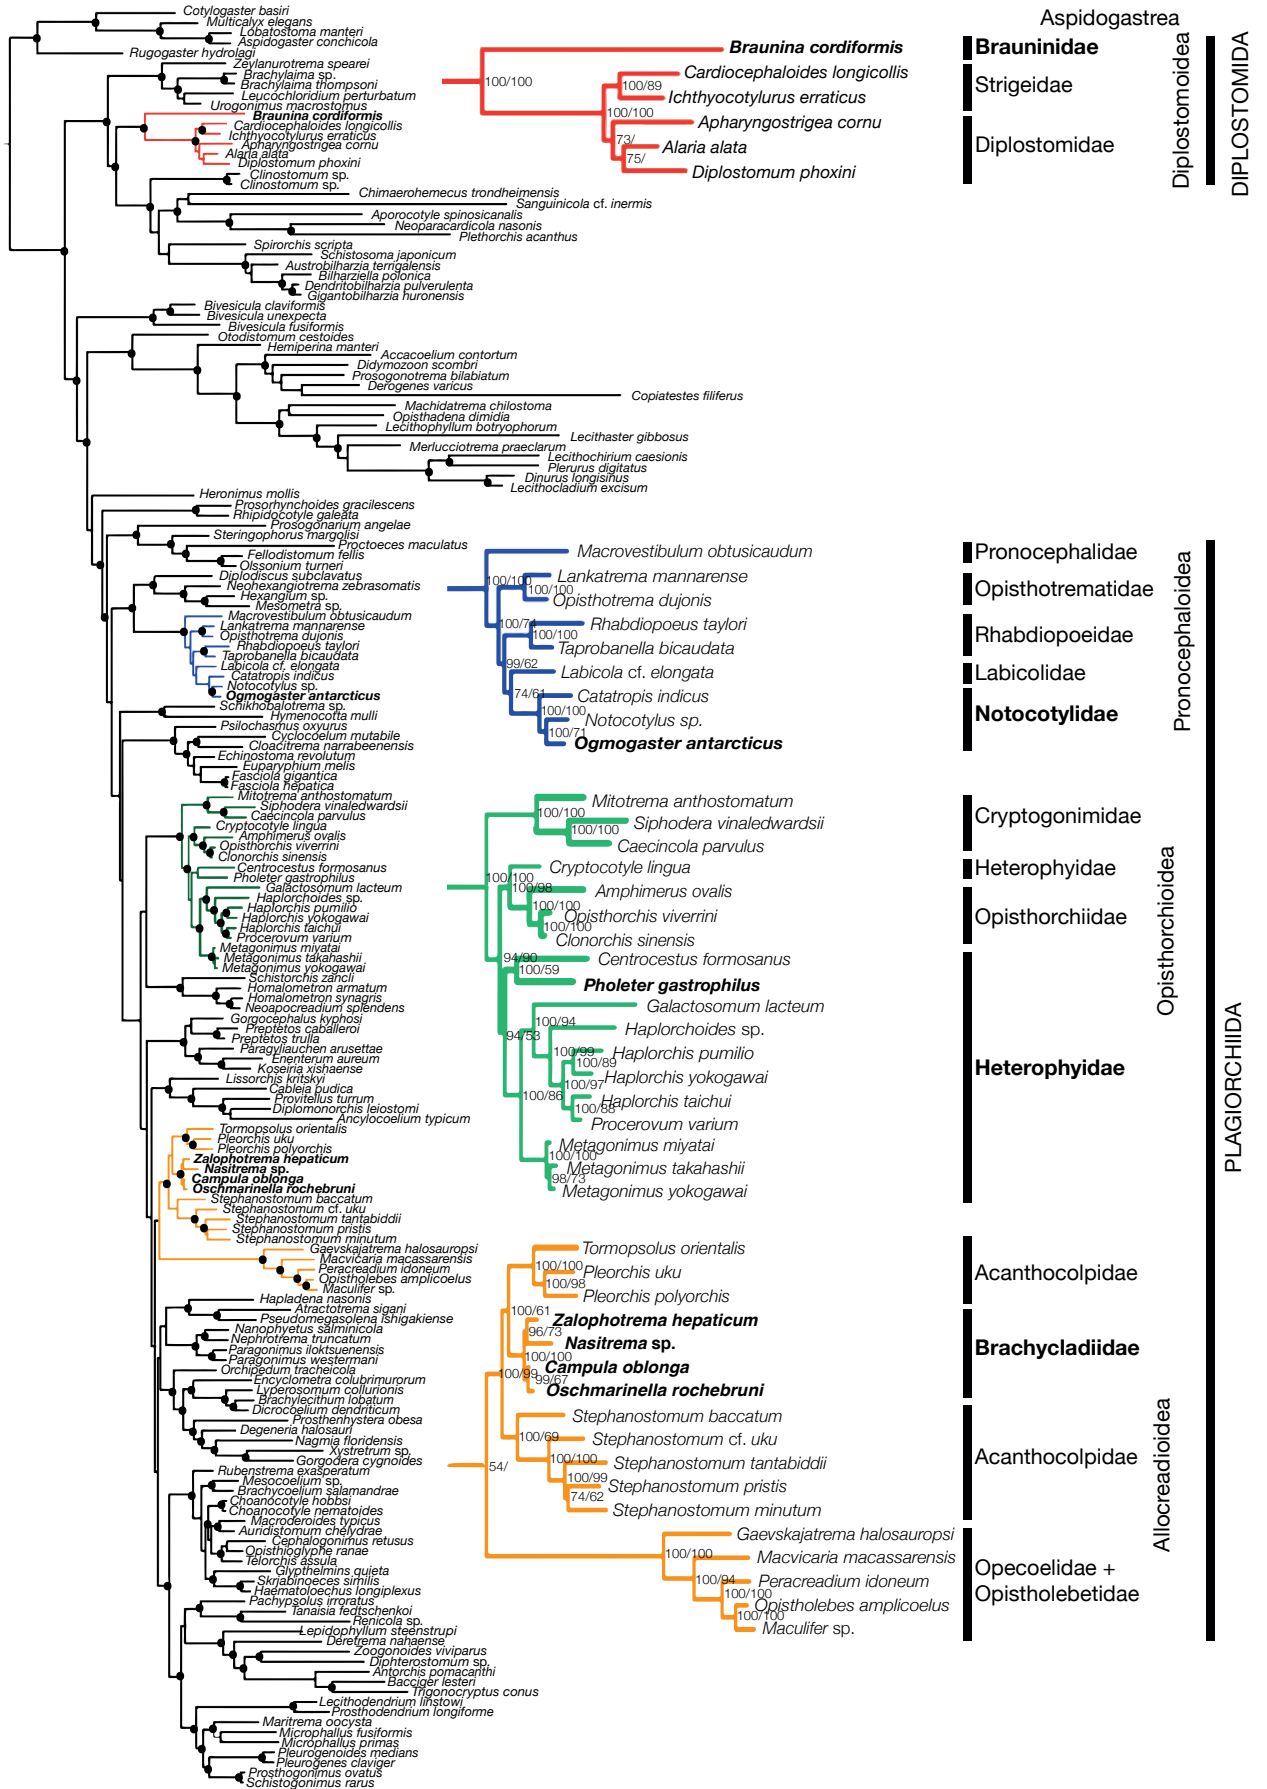 Cotylogaster basiri
Multicalyx elegans
Lobatostoma manteri
Aspidogaster conchicola
Rugogaster hydrolagi
Zeylanurotrema spearei
Brachylaima sp.
Brachylaima thompsoni
Leucochloridium perturbatum
Urogonimus macrostomus
Braunina cordiformis
Cardiocephaloides longicollis
Ichthyocotylurus erraticus
Apharyngostrigea cornu
Alaria alata
Diplostomum phoxini
Clinostomum sp.
Clinostomum sp.
Chimaerohemecus trondheimensis
Sanguinicola cf. inermis
Aporocotyle spinosicanalis
Neoparacardicola nasonis
Plethorchis acanthus
Spirorchis scripta
Schistosoma japonicum
Austrobilharzia terrigalensis
Bilharziella polonica
Dendritobilharzia pulverulenta
Gigantobilharzia huronensis
Bivesicula claviformis
Bivesicula unexpecta
Bivesicula fusiformis
Otodistomum cestoides
Hemiperina manteri
Accacoelium contortum
Didymozoon scombri
Prosogonotrema bilabiatum
Derogenes varicus
Copiatestes filiferus
Machidatrema chilostoma
Opisthadena dimidia
Lecithophyllum botryophorum
Lecithaster gibbosus
Merlucciotrema praeclarum
Lecithochirium caesionis
Plerurus digitatus
Dinurus longisinus
Lecithocladium excisum
Heronimus mollis
Prosorhynchoides gracilescens
Rhipidocotyle galeata
Prosogonarium angelae
Steringophorus margolisi
Proctoeces maculatus
Fellodistomum fellis
Olssonium turneri
Diplodiscus subclavatus
Neohexangitrema zebrasomatis
Hexangium sp.
Mesometra sp.
Macrovestibulum obtusicaudum
Lankatrema mannarense
Opisthotrema dujonis
Rhabdiopoeus taylori
Taprobanella bicaudata
Labicola cf. elongata
Catatropis indicus
Notocotylus sp.
Ogmogaster antarcticus
Schikhobalotrema sp.
Hymenocotta mulli
Psilochasmus oxyurus
Cyclocoelum mutabile
Cloacitrema narrabeenensis
Echinostoma revolutum
Euparyphium melis
Fasciola gigantica
Fasciola hepatica
Mitotrema anthostomatum
Siphodera vinaledwardsii
Caecincola parvulus
Cryptocotyle lingua
Amphimerus ovalis
Opisthorchis viverrini
Clonorchis sinensis
Centrocestus formosanus
Pholeter gastrophilus
Galactosomum lacteum
Haplorchoides sp.
Haplorchis pumilio
Haplorchis yokogawai
Haplorchis taichui
Procerovum varium
Metagonimus miyatai
Metagonimus takahashii
Metagonimus yokogawai
Schistorchis zancli
Homalometron armatum
Homalometron synagris
Neoapocreadium splendens
Gorgocephalus kyphosi
Preptetos caballeroi
Preptetos trulla
Paragyliauchen arusettae
Enenterum aureum
Koseiria xishaense
Lissorchis kritskyi
Cableia pudica
Provitellus turrum
Diplomonorchis leiostomi
Ancylocoelium typicum
Tormopsolus orientalis
Pleorchis uku
Pleorchis polyorchis
Zalophotrema hepaticum
Nasitrema sp.
Campula oblonga
Oschmarinella rochebruni
Stephanostomum baccatum
Stephanostomum cf. uku
Stephanostomum tantabiddii
Stephanostomum pristis
Stephanostomum minutum
Gaevskajatrema halosauropsi
Macvicaria macassarensis
Peracreadium idoneum
Opistholebes amplicoelus
Maculifer sp.
Hapladena nasonis
Atractotrema sigani
Pseudomegasolena ishigakiense
Nanophyetus salminicola
Nephrotrema truncatum
Paragonimus iloktsuenensis
Paragonimus westermani
Orchipedum tracheicola
Encyclometra colubrimurorum
Lyperosomum collurionis
Brachylecithum lobatum
Dicrocoelium dendriticum
Prosthenhystera obesa
Degeneria halosauri
Nagmia floridensis
Xystretrum sp.
Gorgodera cygnoides
Rubenstrema exasperatum
Mesocoelium sp.
Brachycoelium salamandrae
Choanocotyle hobbsi
Choanocotyle nematoides
Macroderoides typicus
Auridistomum chelydrae
Cephalogonimus retusus
Opisthioglyphe ranae
Telorchis assula
Glypthelmins quieta
Skrjabinoeces similis
Haematoloechus longiplexus
Pachypsolus irroratus
Tanaisia fedtschenkoi
Renicola sp.
Lepidophyllum steenstrupi
Deretrema nahaense
Zoogonoides viviparus
Diphterostomum sp.
Antorchis pomacanthi
Bacciger lesteri
Trigonocryptus conus
Lecithodendrium linstowi
Prosthodendrium longiforme
Maritrema oocysta
Microphallus fusiformis
Microphallus primas
Pleurogenoides medians
Pleurogenes claviger
Prosthogonimus ovatus
Schistogonimus rarus
Braunina cordiformis
Cardiocephaloides longicollis
Ichthyocotylurus erraticus
Apharyngostrigea cornu
Alaria alata
Diplostomum phoxini
100/100
100/89
100/100
73/
75/
Macrovestibulum obtusicaudum
Lankatrema mannarense
Opisthotrema dujonis
Rhabdiopoeus taylori
Taprobanella bicaudata
Labicola cf. elongata
Catatropis indicus
Notocotylus sp.
Ogmogaster antarcticus
100/100
100/100
100/74
100/100
99/62
74/61
100/100
100/71
Mitotrema anthostomatum
Siphodera vinaledwardsii
Caecincola parvulus
Cryptocotyle lingua
Amphimerus ovalis
Opisthorchis viverrini
Clonorchis sinensis
Centrocestus formosanus
Pholeter gastrophilus
Galactosomum lacteum
Haplorchoides sp.
Haplorchis pumilio
Haplorchis yokogawai
Haplorchis taichui
Procerovum varium
Metagonimus miyatai
Metagonimus takahashii
Metagonimus yokogawai
100/100
100/100
100/100
100/98
100/100
100/100
94/90
100/59
94/53
100/94
100/99
100/89
100/97
100/88
100/86
100/100
98/73
Tormopsolus orientalis
Pleorchis uku
Pleorchis polyorchis
Zalophotrema hepaticum
Nasitrema sp.
Campula oblonga
Oschmarinella rochebruni
Stephanostomum baccatum
Stephanostomum cf. uku
Stephanostomum tantabiddii
Stephanostomum pristis
Stephanostomum minutum
Gaevskajatrema halosauropsi
Macvicaria macassarensis
Peracreadium idoneum
Opistholebes amplicoelus
Maculifer sp.
100/100
100/98
100/61
96/73
100/100
100/99
99/67
100/69
100/100
100/99
74/62
54/
100/100
100/94
100/100
100/100
Aspidogastrea
Brauninidae
Strigeidae
Diplostomidae
Diplostomoidea
DIPLOSTOMIDA
Pronocephalidae
Opisthotrematidae
Rhabdiopoeidae
Labicolidae
Notocotylidae
Pronocephaloidea
Cryptogonimidae
Heterophyidae
Opisthorchiidae
Heterophyidae
Opisthorchioidea
Acanthocolpidae
Brachycladiidae
Acanthocolpidae
Opecoelidae +
Opistholebetidae
Allocreadioidea
PLAGIORCHIIDA